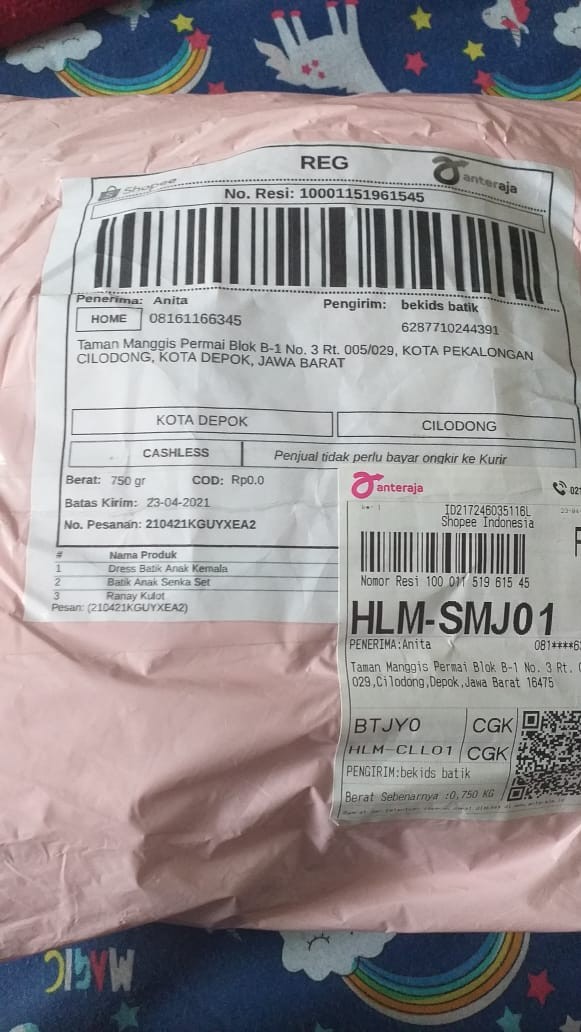 REG
Shopee
anteraja
No. Resi: 10001151961545
Penerima: Anita
Pengirim: bekids batik
HOME
08161166345
6287710244391
Taman Manggis Permai Blok B-1 No. 3 Rt. 005/029, KOTA PEKALONGAN
CILODONG, KOTA DEPOK, JAWA BARAT
KOTA DEPOK
CILODONG
CASHLESS
Penjual tidak perlu bayar ongkir ke Kurir
Berat: 750 gr
COD: Rp0.0
Batas Kirim: 23-04-2021
No. Pesanan: 210421KGUYXEA2
# Nama Produk
1 Dress Batik Anak Kemala
2 Batik Anak Senka Set
3 Ranay Kulot
Pesan: (210421KGUYXEA2)
anteraja
021
ID217246035116L
Shopee Indonesia
Nomor Resi 100 011 519 615 45
HLM-SMJ01
PENERIMA:Anita
081****6
Taman Manggis Permai Blok B-1 No. 3 Rt.
029,Cilodong,Depok,Jawa Barat 16475
BTJY0 CGK
HLM-CLL01 CGK
PENGIRIM:bekids batik
Berat Sebenarnya :0,750 KG
MAGIC